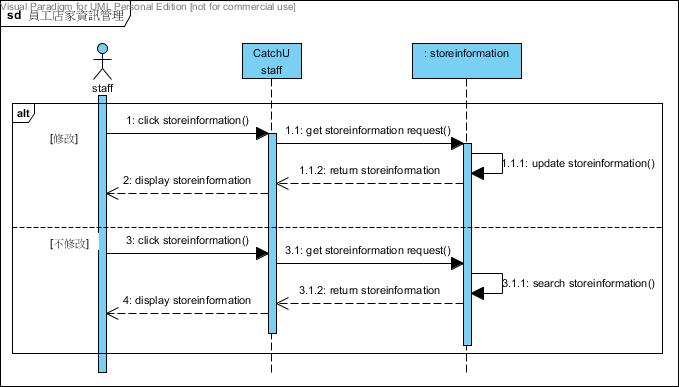 Visual Paradigm for UML Personal Edition [not for commercial use]
sd 員工店家資訊管理
CatchU
staff
: storeinformation
staff
alt
[修改]
1: click storeinformation()
1.1: get storeinformation request()
1.1.1: update storeinformation()
1.1.2: return storeinformation
2: display storeinformation
[不修改]
3: click storeinformation()
3.1: get storeinformation request()
3.1.1: search storeinformation()
3.1.2: return storeinformation
4: display storeinformation